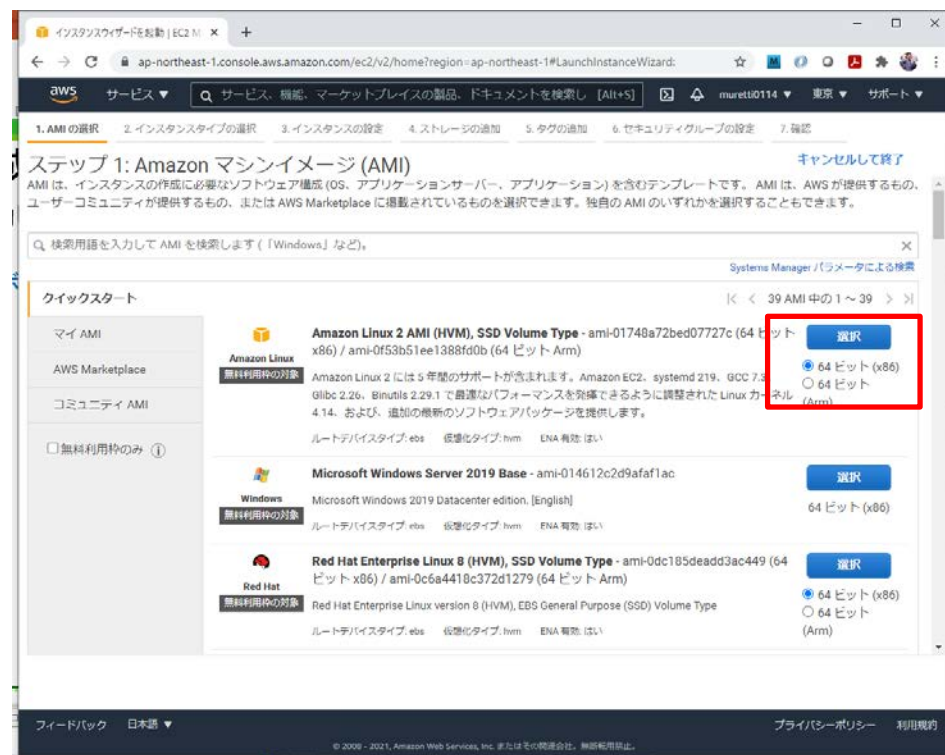 インスタンスウィザードを起動 | EC2 M
ap-northeast-1.console.aws.amazon.com/ec2/v2/home?region=ap-northeast-1#LaunchInstanceWizard:
aws サービス ▼ サービス、機能、マーケットプレイスの製品、ドキュメントを検索し [Alt+S] muretti0114 ▼ 東京 ▼ サポート ▼
1. AMI の選択 2. インスタンスタイプの選択 3. インスタンスの設定 4. ストレージの追加 5. タグの追加 6. セキュリティグループの設定 7. 確認
ステップ 1: Amazon マシンイメージ (AMI)
キャンセルして終了
AMI は、インスタンスの作成に必要なソフトウェア構成 (OS、アプリケーションサーバー、アプリケーション) を含むテンプレートです。 AMI は、AWS が提供するもの、
ユーザーコミュニティが提供するもの、または AWS Marketplace に掲載されているものを選択できます。独自の AMI のいずれかを選択することもできます。
検索用語を入力して AMI を検索します (「Windows」など)。
Systems Manager パラメータによる検索
クイックスタート
39 AMI 中の 1 ~ 39
マイ AMI
AWS Marketplace
コミュニティ AMI
無料利用枠のみ
Amazon Linux
無料利用枠の対象
Amazon Linux 2 AMI (HVM), SSD Volume Type - ami-01748a72bed07727c (64 ビット
x86) / ami-0f53b51ee1388fd0b (64 ビット Arm)
Amazon Linux 2 には 5 年間のサポートが含まれます。Amazon EC2、systemd 219、GCC 7.3
Glibc 2.26、Binutils 2.29.1 で最適なパフォーマンスを発揮できるように調整された Linux カーネル
4.14、および、追加の最新のソフトウェアパッケージを提供します。
ルートデバイスタイプ: ebs 仮想化タイプ: hvm ENA 有効: はい
選択
64 ビット (x86)
64 ビット
(Arm)
Windows
無料利用枠の対象
Microsoft Windows Server 2019 Base - ami-014612c2d9afaf1ac
Microsoft Windows 2019 Datacenter edition. [English]
ルートデバイスタイプ: ebs 仮想化タイプ: hvm ENA 有効: はい
選択
64 ビット (x86)
Red Hat
無料利用枠の対象
Red Hat Enterprise Linux 8 (HVM), SSD Volume Type - ami-0dc185deadd3ac449 (64
ビット x86) / ami-0c6a4418c372d1279 (64 ビット Arm)
Red Hat Enterprise Linux version 8 (HVM), EBS General Purpose (SSD) Volume Type
ルートデバイスタイプ: ebs 仮想化タイプ: hvm ENA 有効: はい
選択
64 ビット (x86)
64 ビット
(Arm)
フィードバック 日本語 ▼ プライバシーポリシー 利用規約
© 2008 - 2021, Amazon Web Services, Inc. またはその関連会社。無断転用禁止。